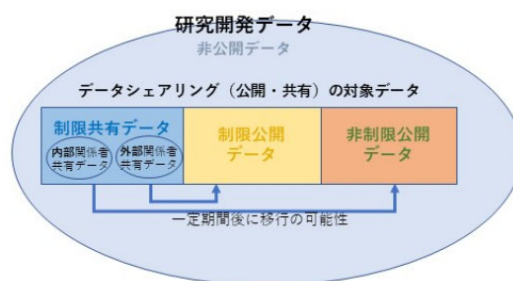 研究開発データ
非公開データ
データシェアリング(公開・共有)の対象データ
制限共有データ
内部関係者
共有データ
外部関係者
共有データ
制限公開
データ
非制限公開
データ
一定期間後に移行の可能性